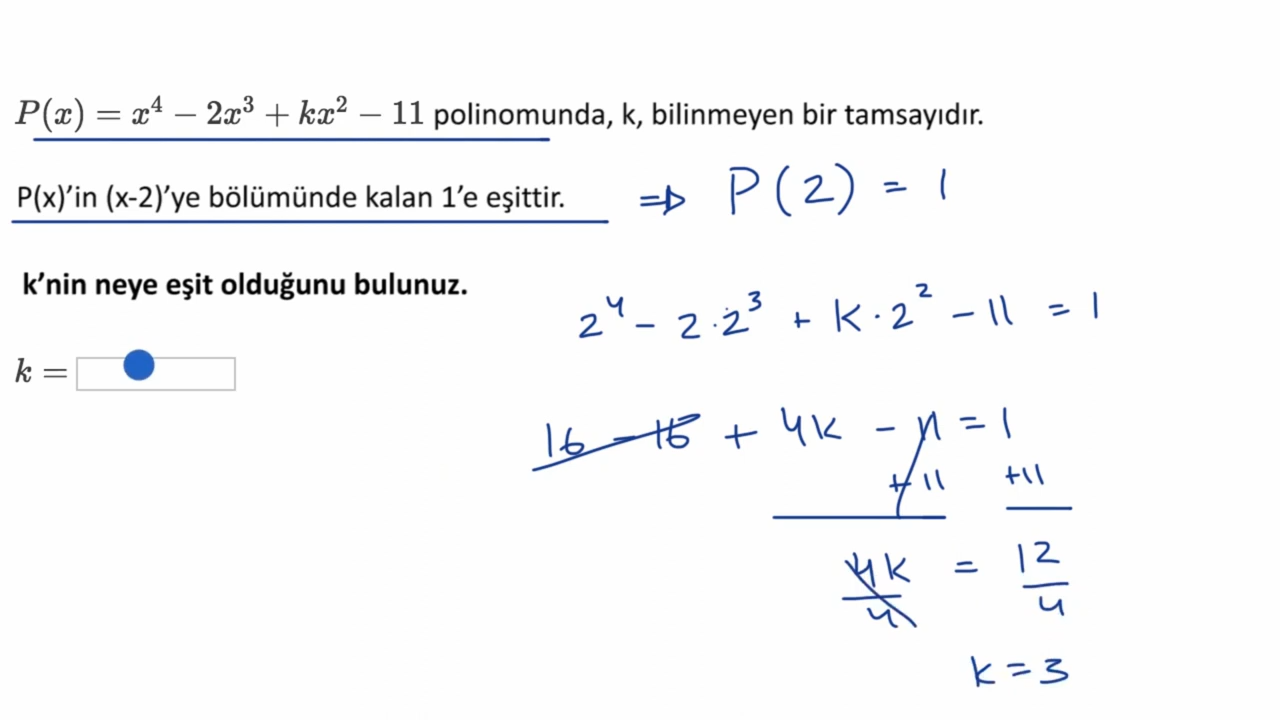 P(x) = x⁴ − 2x³ + kx² − 11 polinomunda, k, bilinmeyen bir tamsayıdır.
P(x)’in (x-2)’ye bölümünde kalan 1’e eşittir. ⇒ P(2) = 1
k’nin neye eşit olduğunu bulunuz.
2⁴ − 2·2³ + k·2² − 11 = 1
k =
16 − 16 + 4k − 11 = 1
+11 +11
4k/4 = 12/4
k = 3